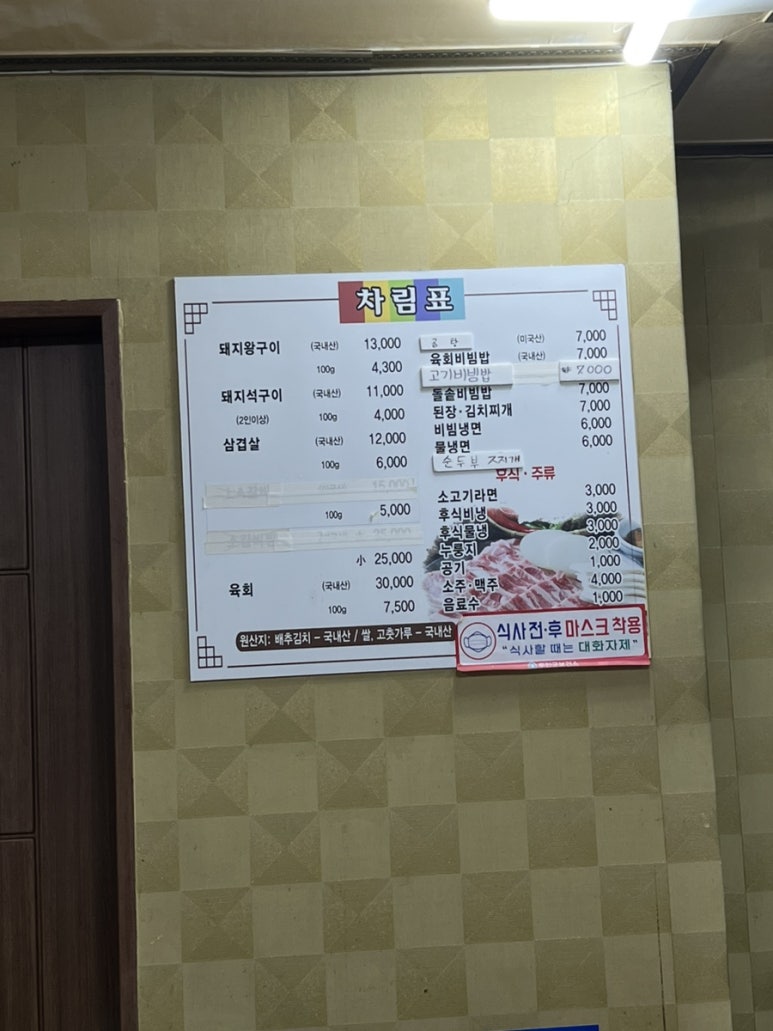 차림표
돼지왕구이 (국내산) 13,000
100g 4,300
돼지석구이 (국내산) 11,000
(2인이상) 100g 4,000
삼겹살 (국내산) 12,000
100g 6,000
15,000
100g 5,000
25,000
小 25,000
육회 (국내산) 30,000
100g 7,500
곰탕 (미국산) 7,000
육회비빔밥 (국내산) 7,000
고기비빔밥 8000
돌솥비빔밥 7,000
된장·김치찌개 7,000
비빔냉면 6,000
물냉면 6,000
순두부 찌개
후식·주류
소고기라면 3,000
후식비냉 3,000
후식물냉 3,000
누룽지 2,000
공기 1,000
소주·맥주 4,000
음료수 1,000
원산지: 배추김치 - 국내산 / 쌀, 고춧가루 - 국내산
식사전·후 마스크 착용
"식사할 때는 대화자제"